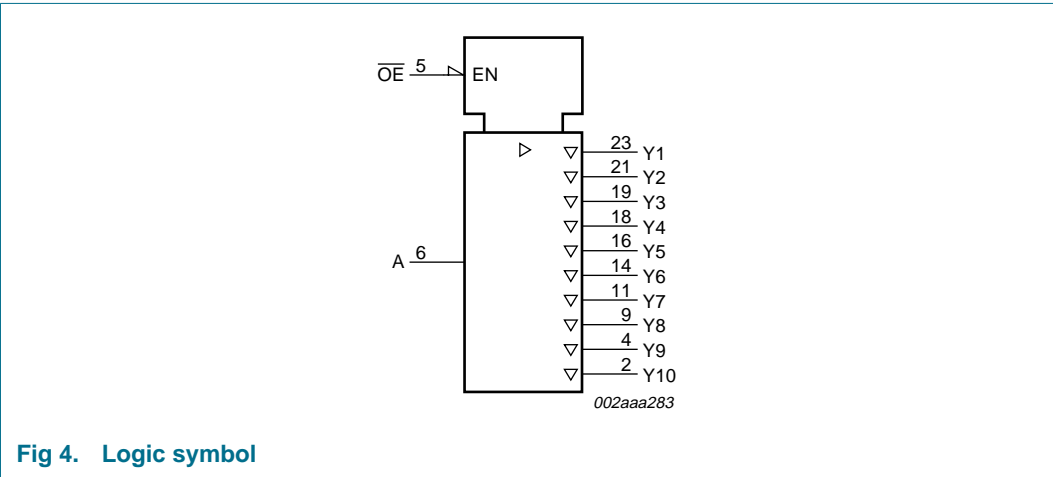 O̅E̅ 5 EN
23 Y1
21 Y2
19 Y3
18 Y4
16 Y5
A 6
14 Y6
11 Y7
9 Y8
4 Y9
2 Y10
002aaa283
Fig 4. Logic symbol